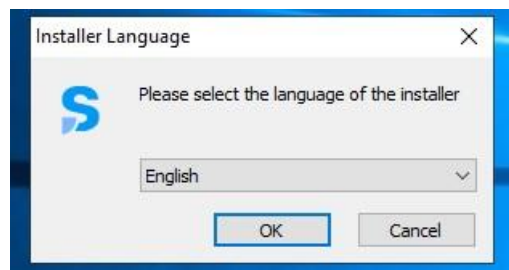 Installer Language
Please select the language of the installer
English
OK
Cancel